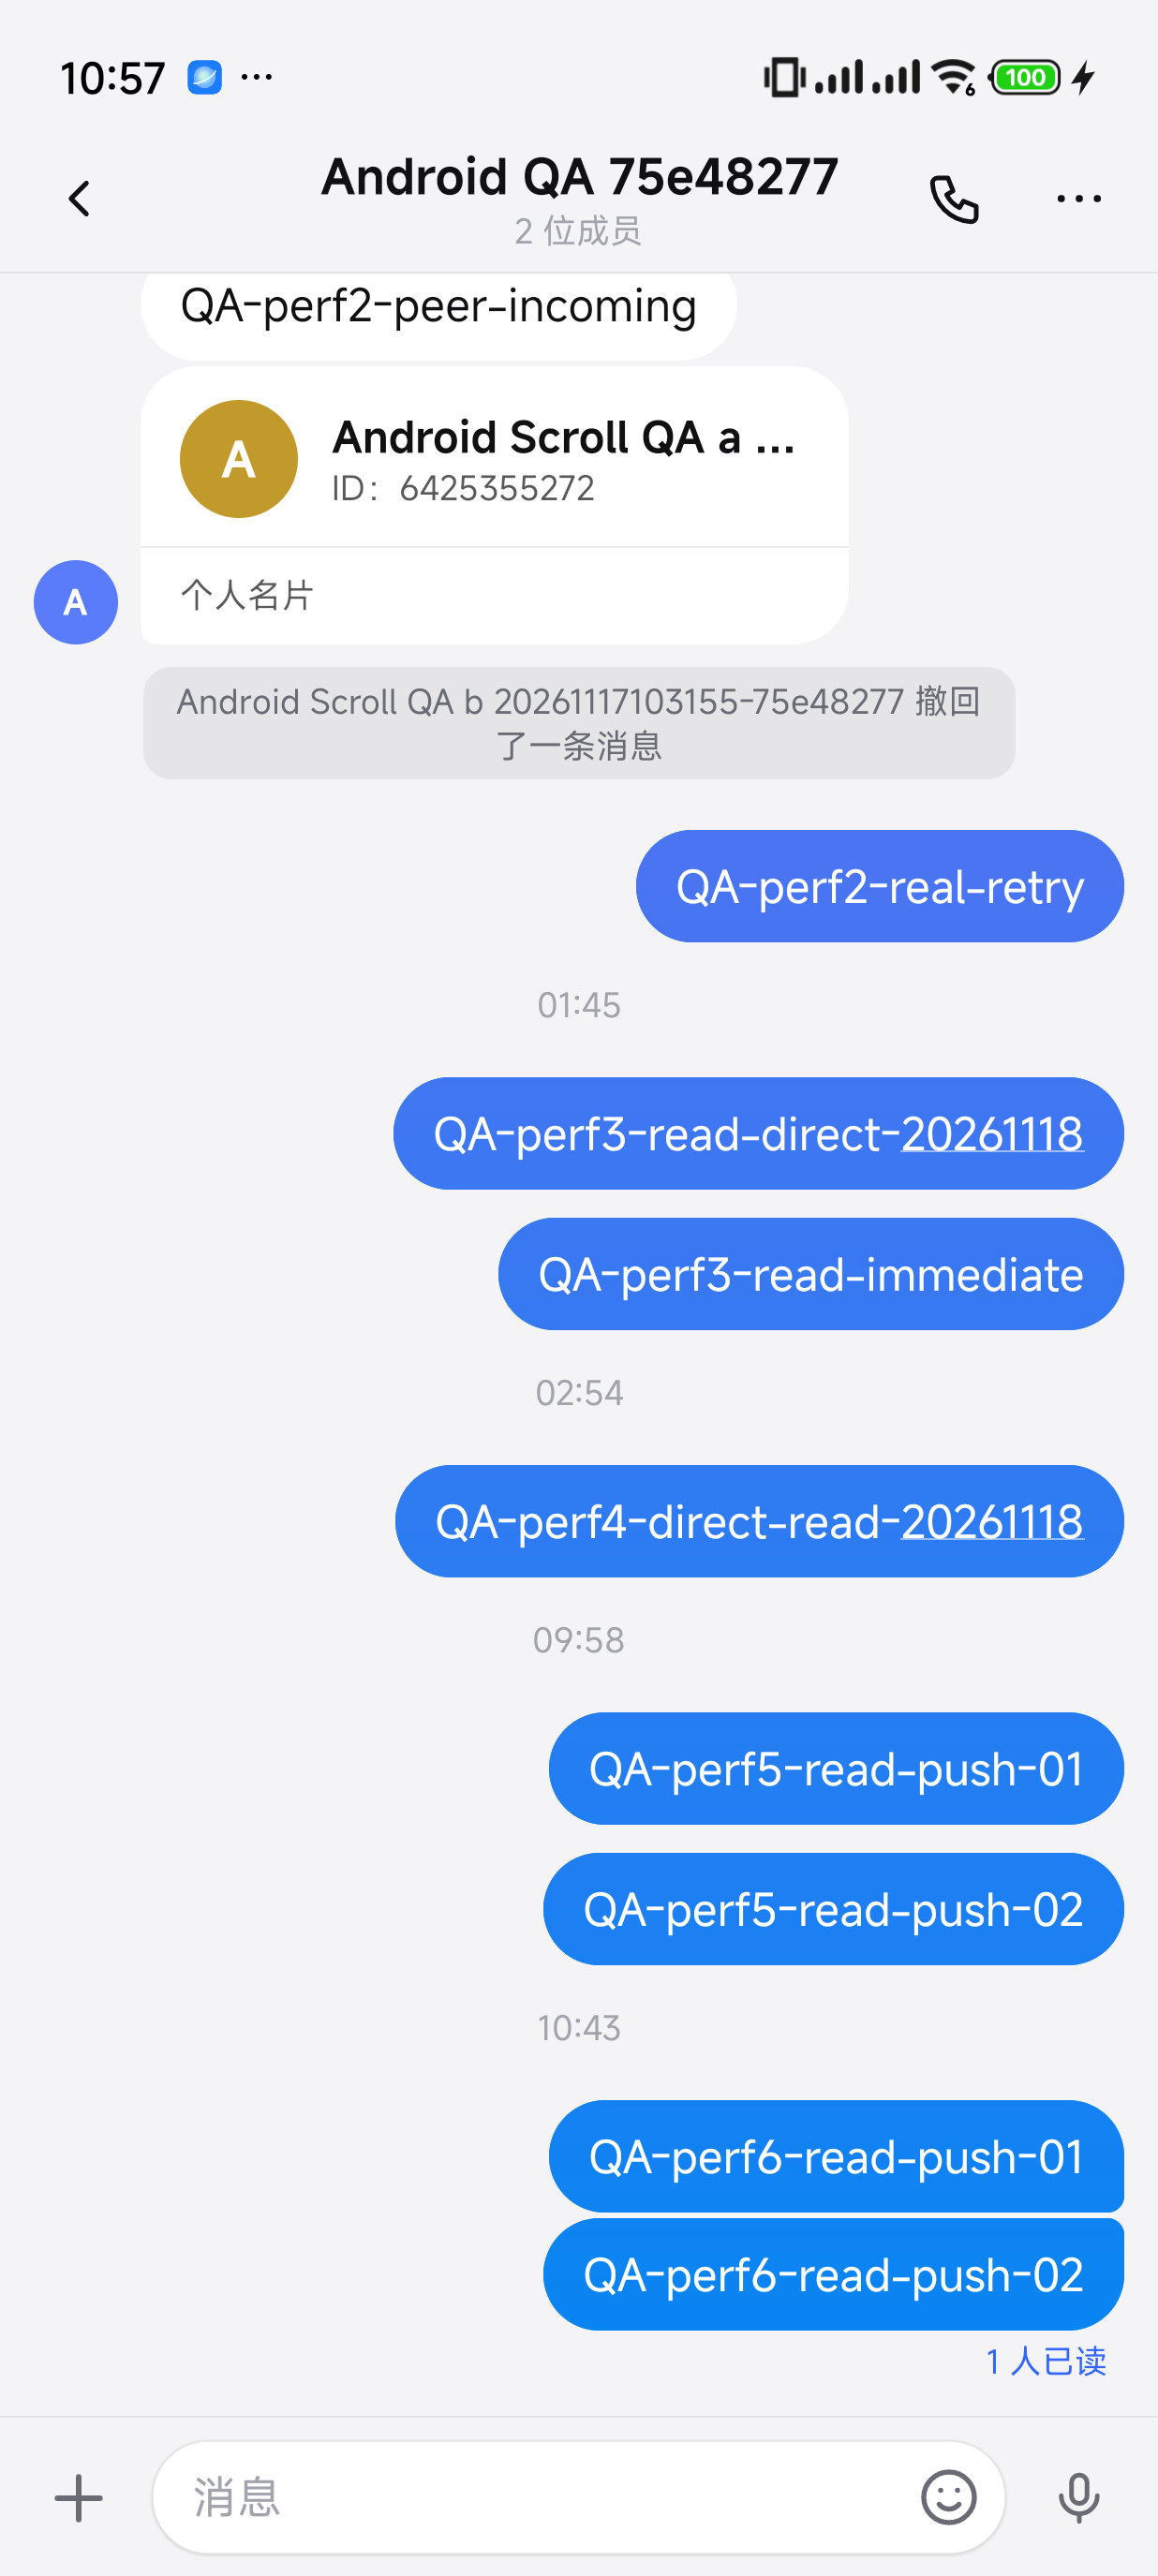 10:57
6
100
Android QA 75e48277
2 位成员
QA-perf2-peer-incoming
A
Android Scroll QA a ...
ID：6425355272
A
个人名片
Android Scroll QA b 20261117103155-75e48277 撤回
了一条消息
QA-perf2-real-retry
01:45
QA-perf3-read-direct-20261118
QA-perf3-read-immediate
02:54
QA-perf4-direct-read-20261118
09:58
QA-perf5-read-push-01
QA-perf5-read-push-02
10:43
QA-perf6-read-push-01
QA-perf6-read-push-02
1 人已读
消息